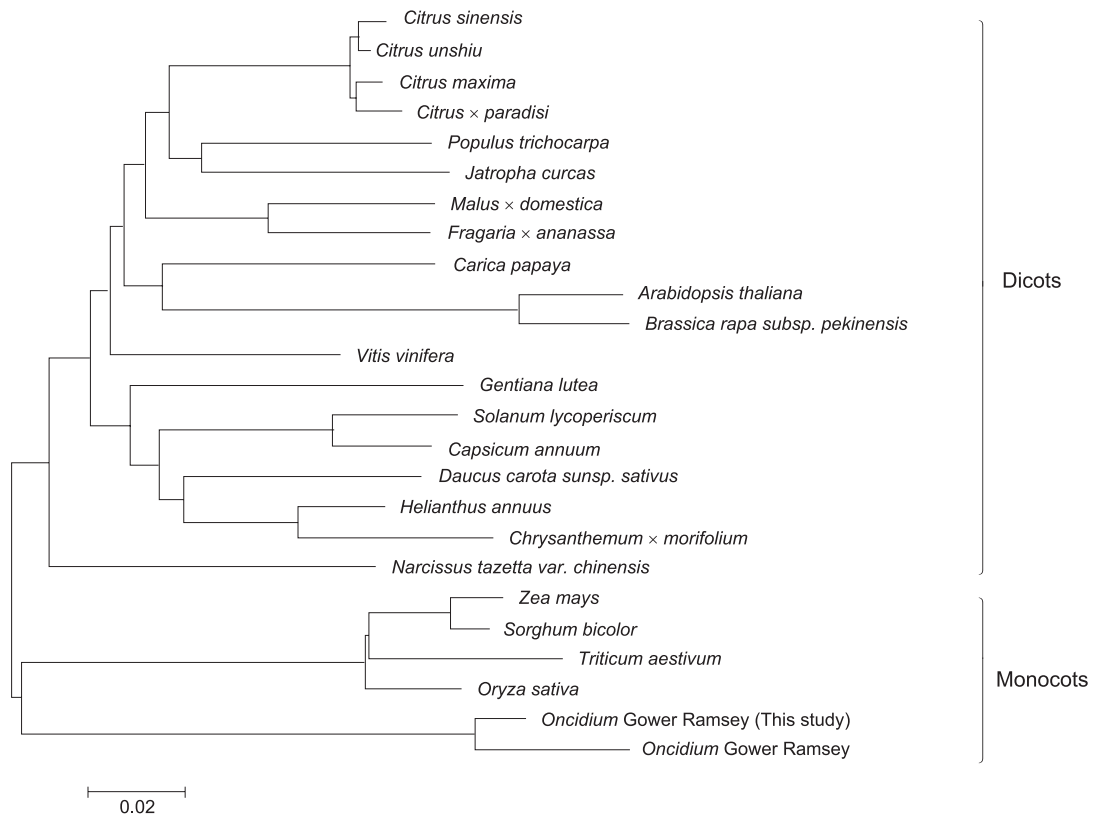 Citrus sinensis
Citrus unshiu
Citrus maxima
Citrus × paradisi
Populus trichocarpa
Jatropha curcas
Malus × domestica
Fragaria × ananassa
Carica papaya
Arabidopsis thaliana
Brassica rapa subsp. pekinensis
Vitis vinifera
Gentiana lutea
Solanum lycoperiscum
Capsicum annuum
Daucus carota sunsp. sativus
Helianthus annuus
Chrysanthemum × morifolium
Narcissus tazetta var. chinensis
Dicots
Zea mays
Sorghum bicolor
Triticum aestivum
Oryza sativa
Oncidium Gower Ramsey (This study)
Oncidium Gower Ramsey
Monocots
0.02